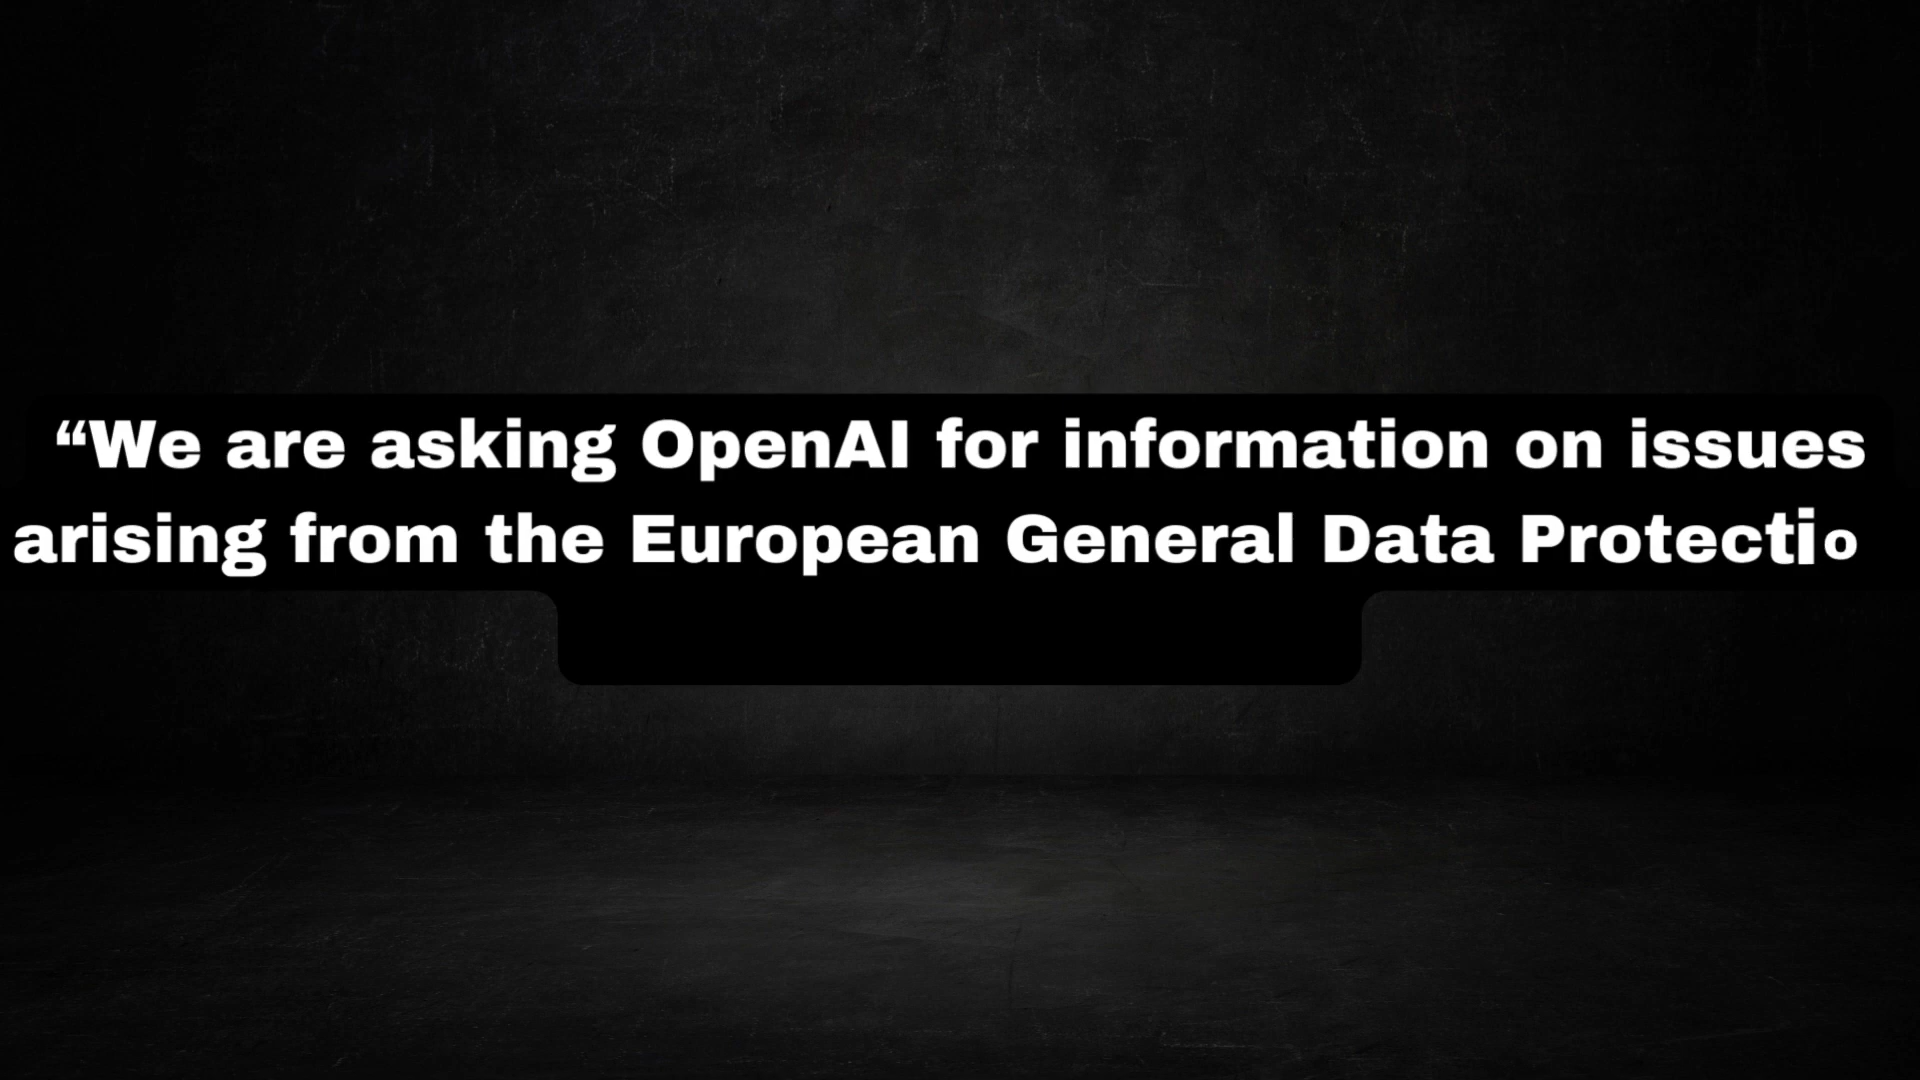 “We are asking OpenAI for information on issues
arising from the European General Data Protectio